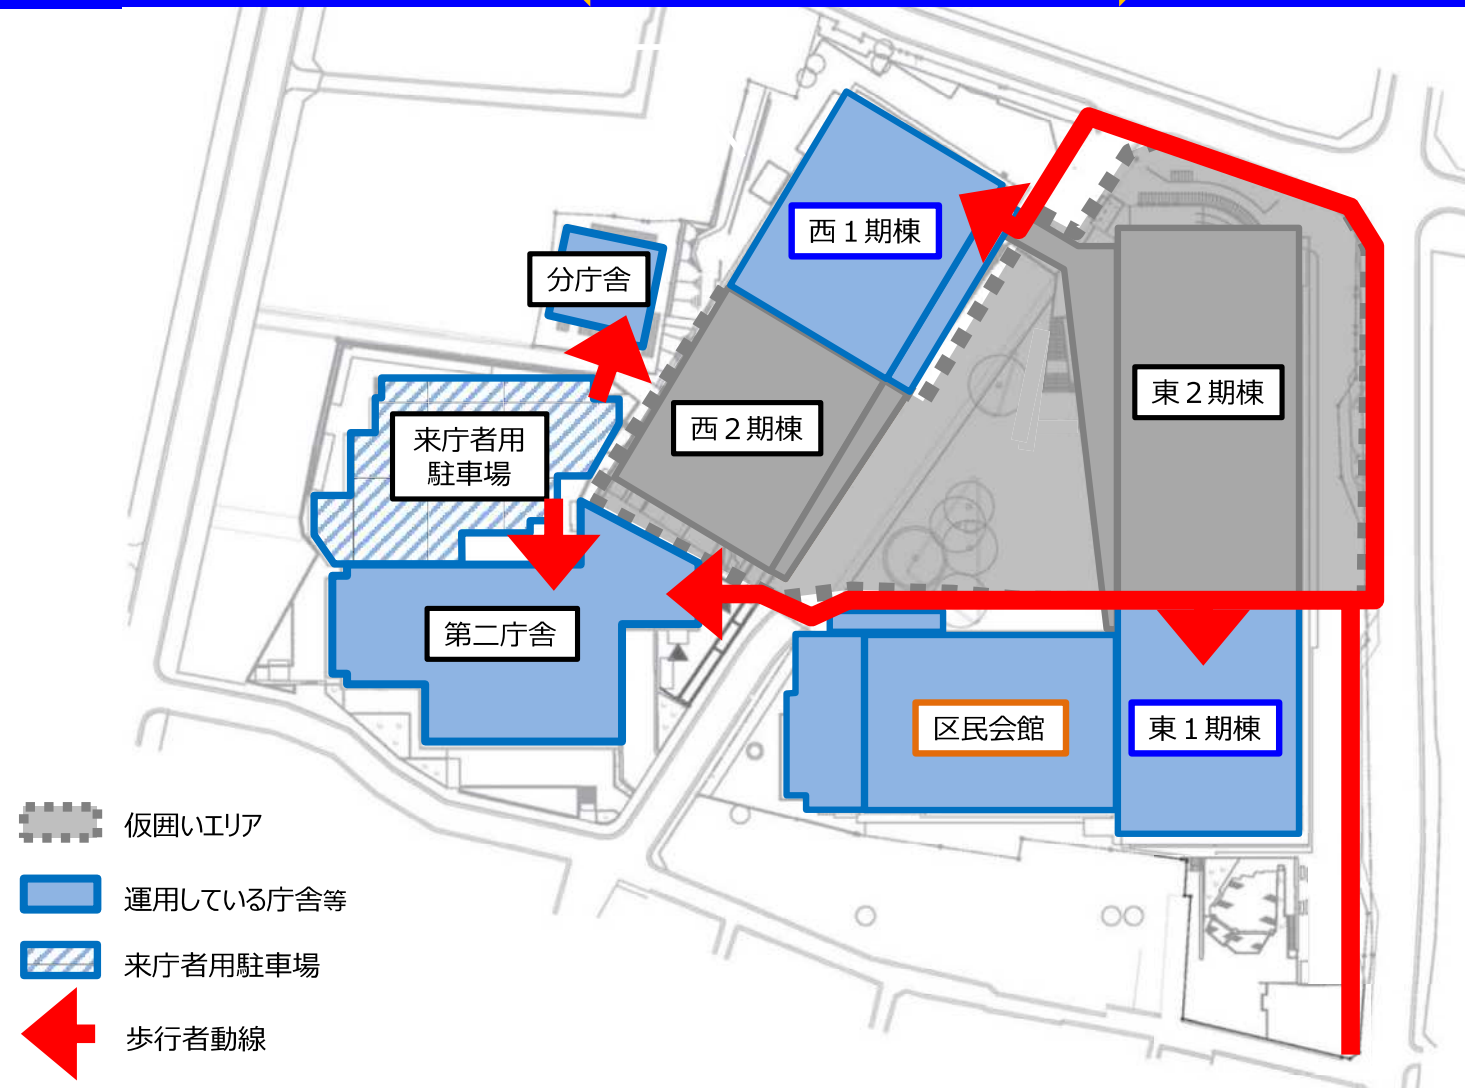 西１期棟
分庁舎
東２期棟
西２期棟
来庁者用
駐車場
第二庁舎
区民会館
東１期棟
仮囲いエリア
運用している庁舎等
来庁者用駐車場
歩行者動線